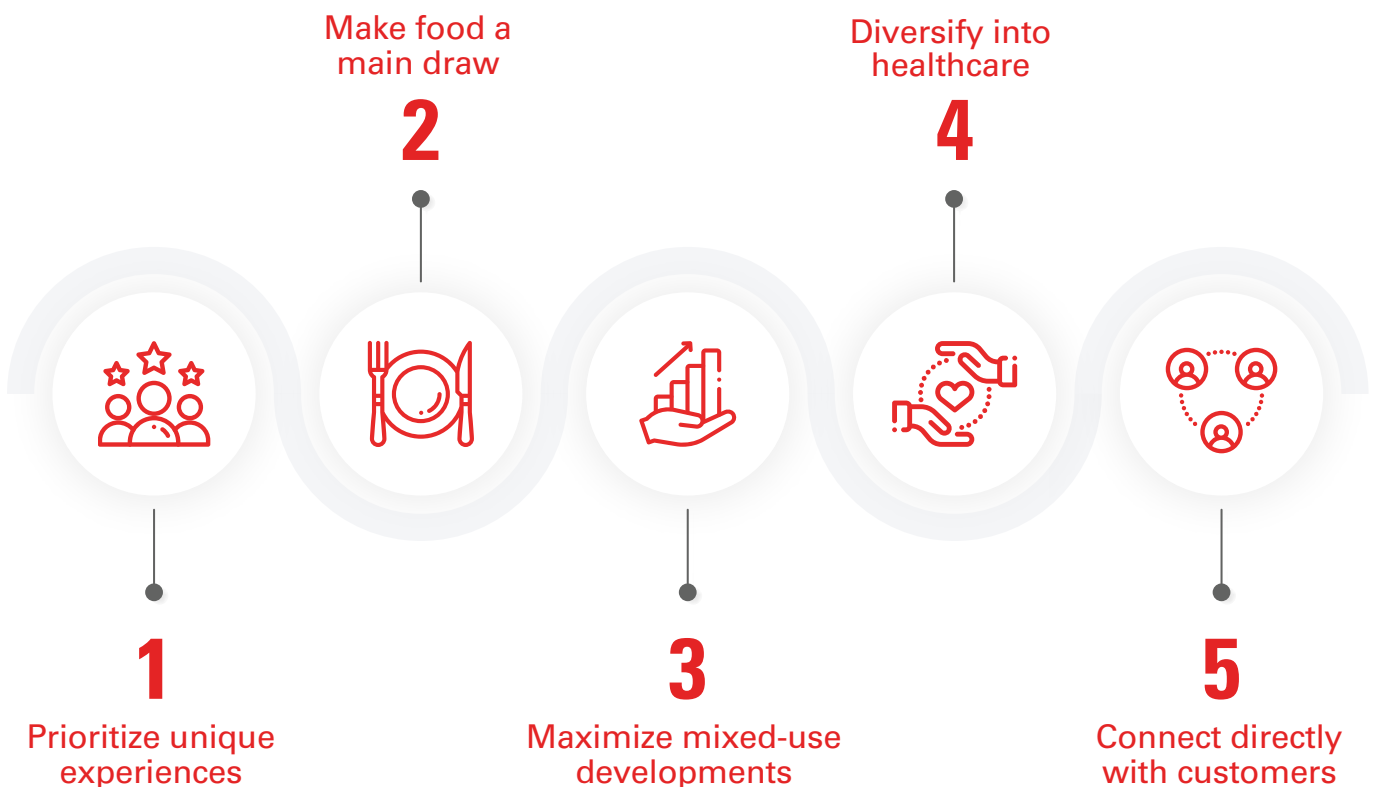 1
Prioritize unique
experiences
Make food a
main draw
2
3
Maximize mixed-use
developments
Diversify into
healthcare
4
5
Connect directly
with customers